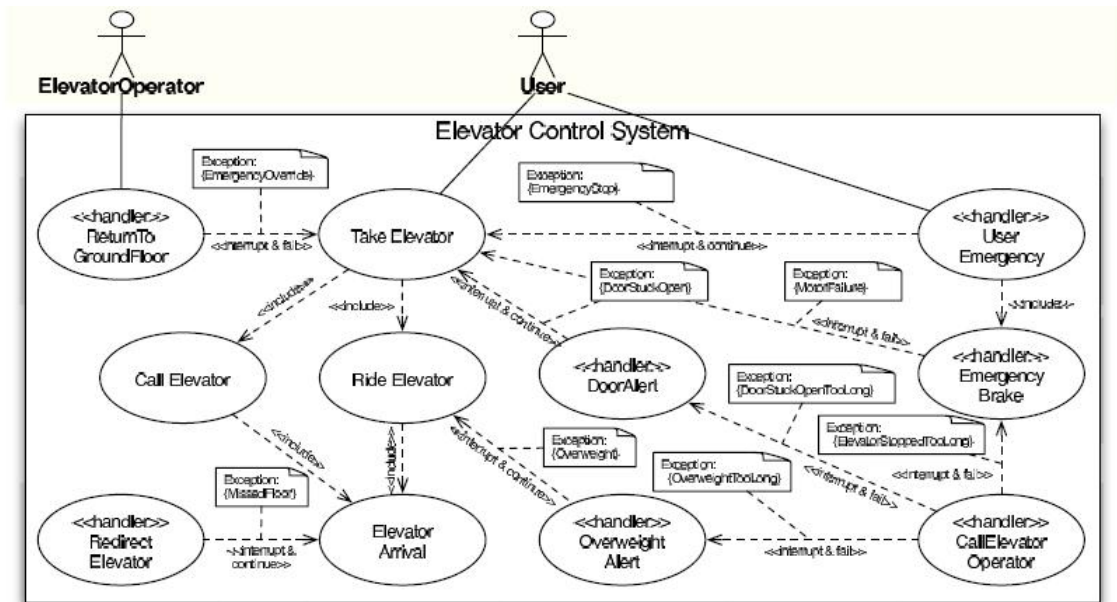 ElevatorOperator
User
Elevator Control System
Exception:
{EmergencyOverride}
Exception:
{EmergencyStop}
<<handler>>
ReturnTo
GroundFloor
<<interrupt & fail>>
Take Elevator
<<interrupt & continue>>
<<handler>>
User
Emergency
<<include>>
<<include>>
<<interrupt & continue>>
Exception:
{DoorStuckOpen}
Exception:
{MotorFailure}
<<interrupt & fail>>
<<include>>
Call Elevator
Ride Elevator
<<handler>>
DoorAlert
Exception:
{DoorStuckOpenTooLong}
<<handler>>
Emergency
Brake
<<include>>
<<include>>
<<interrupt & continue>>
Exception:
{Overweight}
Exception:
{OverweightTooLong}
Exception:
{ElevatorStoppedTooLong}
<<interrupt & fail>>
<<interrupt & fail>>
Exception:
{MissedFloor}
<<handler>>
Redirect
Elevator
<<interrupt &
continue>>
Elevator
Arrival
<<handler>>
Overweight
Alert
<<interrupt & fail>>
<<handler>>
CallElevator
Operator